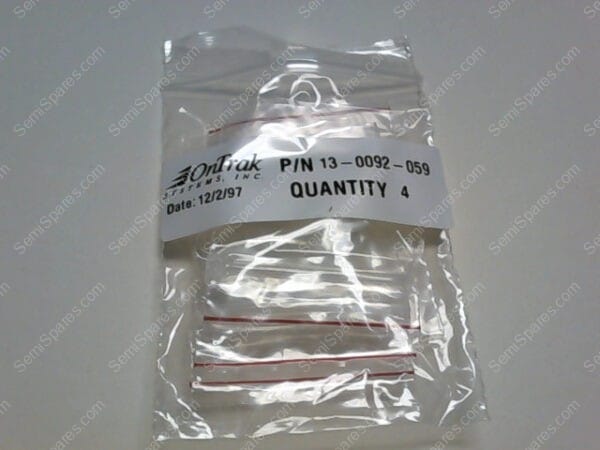 OnTrak
SYSTEMS, INC
Date: 12/2/97
P/N 13-0092-059
QUANTITY 4
SemiSpares.com